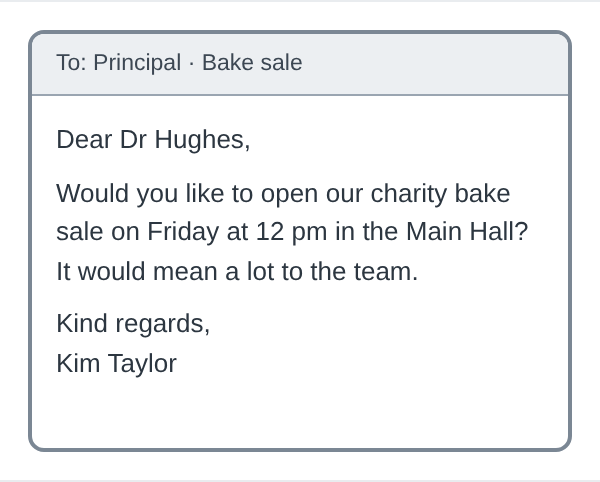 To: Principal · Bake sale
Dear Dr Hughes,
Would you like to open our charity bake
sale on Friday at 12 pm in the Main Hall?
It would mean a lot to the team.
Kind regards,
Kim Taylor